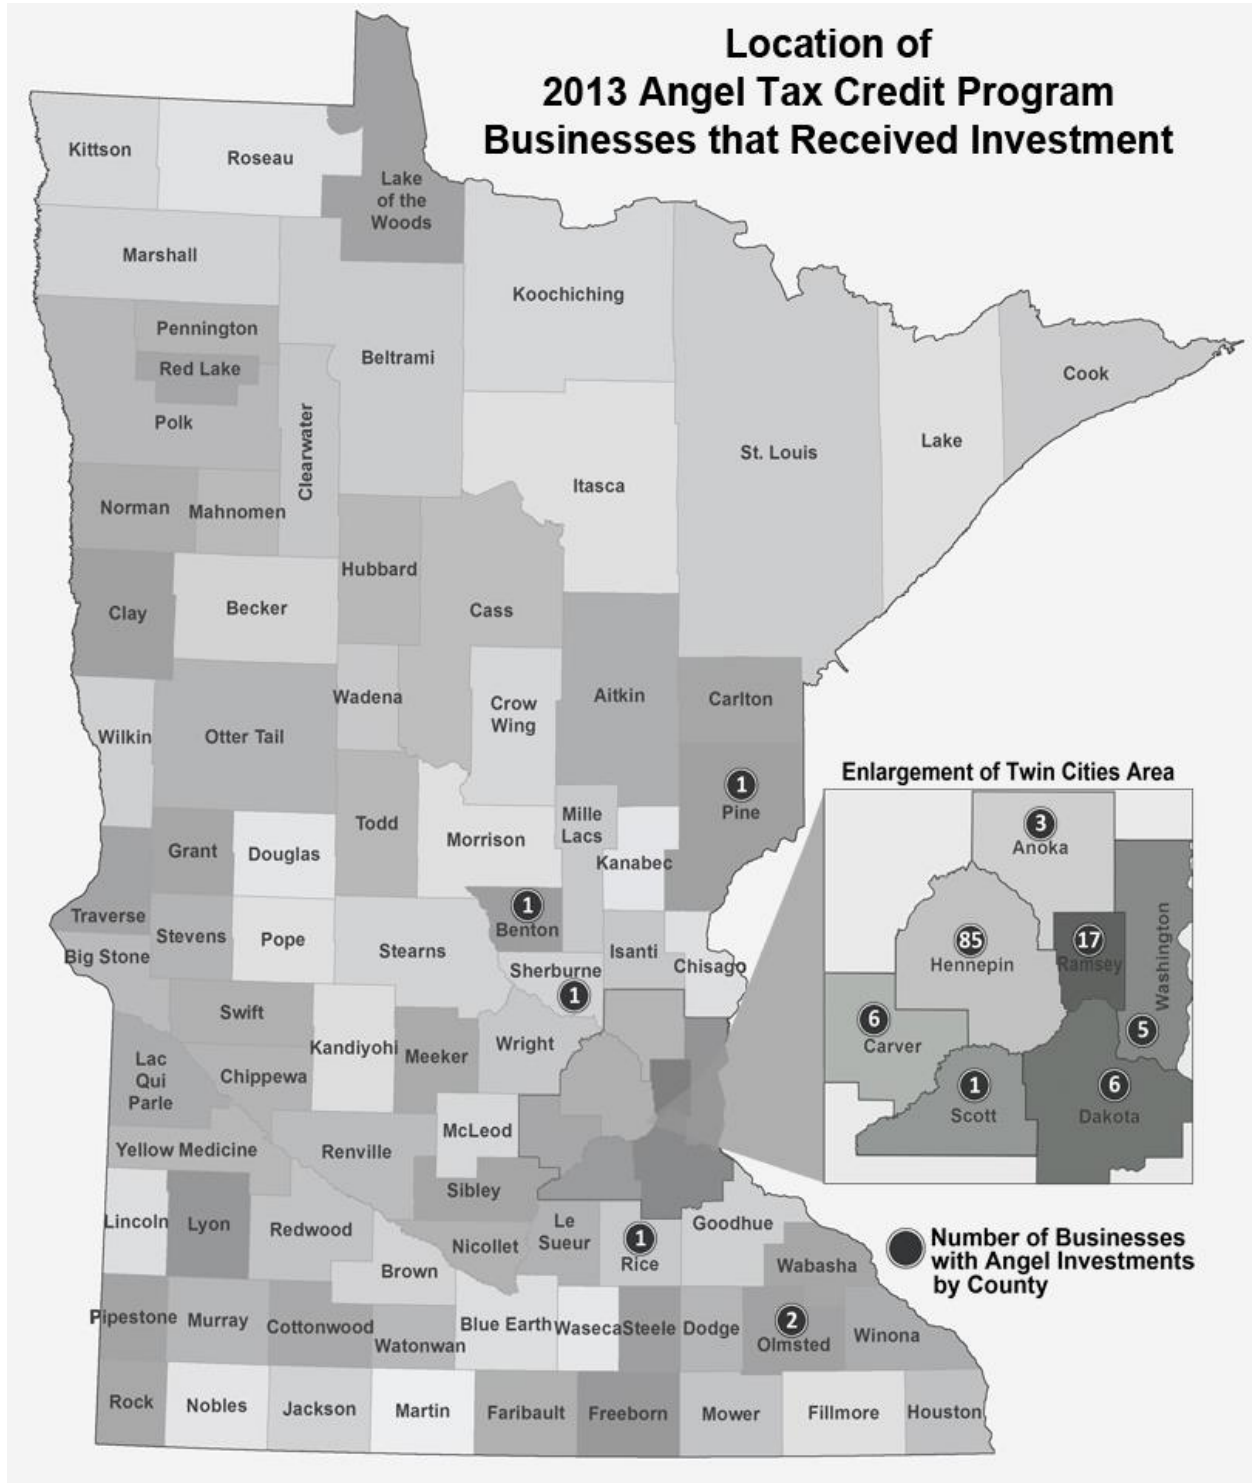 Location of
2013 Angel Tax Credit Program
Businesses that Received Investment
Kittson
Roseau
Lake
of the
Woods
Marshall
Koochiching
Pennington
Red Lake
Beltrami
Polk
Clearwater
Cook
Lake
St. Louis
Itasca
Norman
Mahnomen
Hubbard
Cass
Clay
Becker
Wadena
Crow
Wing
Aitkin
Carlton
Wilkin
Otter Tail
1
Pine
Todd
Mille
Lacs
Morrison
Kanabec
Grant
Douglas
Traverse
Stevens
Pope
1
Benton
Big Stone
Stearns
Isanti
Chisago
Sherburne
1
Swift
Kandiyohi
Meeker
Wright
Lac
Qui
Parle
Chippewa
McLeod
Yellow Medicine
Renville
Sibley
Lincoln
Lyon
Redwood
Nicollet
Le
Sueur
1
Rice
Goodhue
Brown
Wabasha
Pipestone
Murray
Cottonwood
Watonwan
Blue Earth
Waseca
Steele
Dodge
2
Olmsted
Winona
Rock
Nobles
Jackson
Martin
Faribault
Freeborn
Mower
Fillmore
Houston
Enlargement of Twin Cities Area
3
Anoka
85
Hennepin
17
Ramsey
Washington
5
6
Carver
1
Scott
6
Dakota
Number of Businesses
with Angel Investments
by County